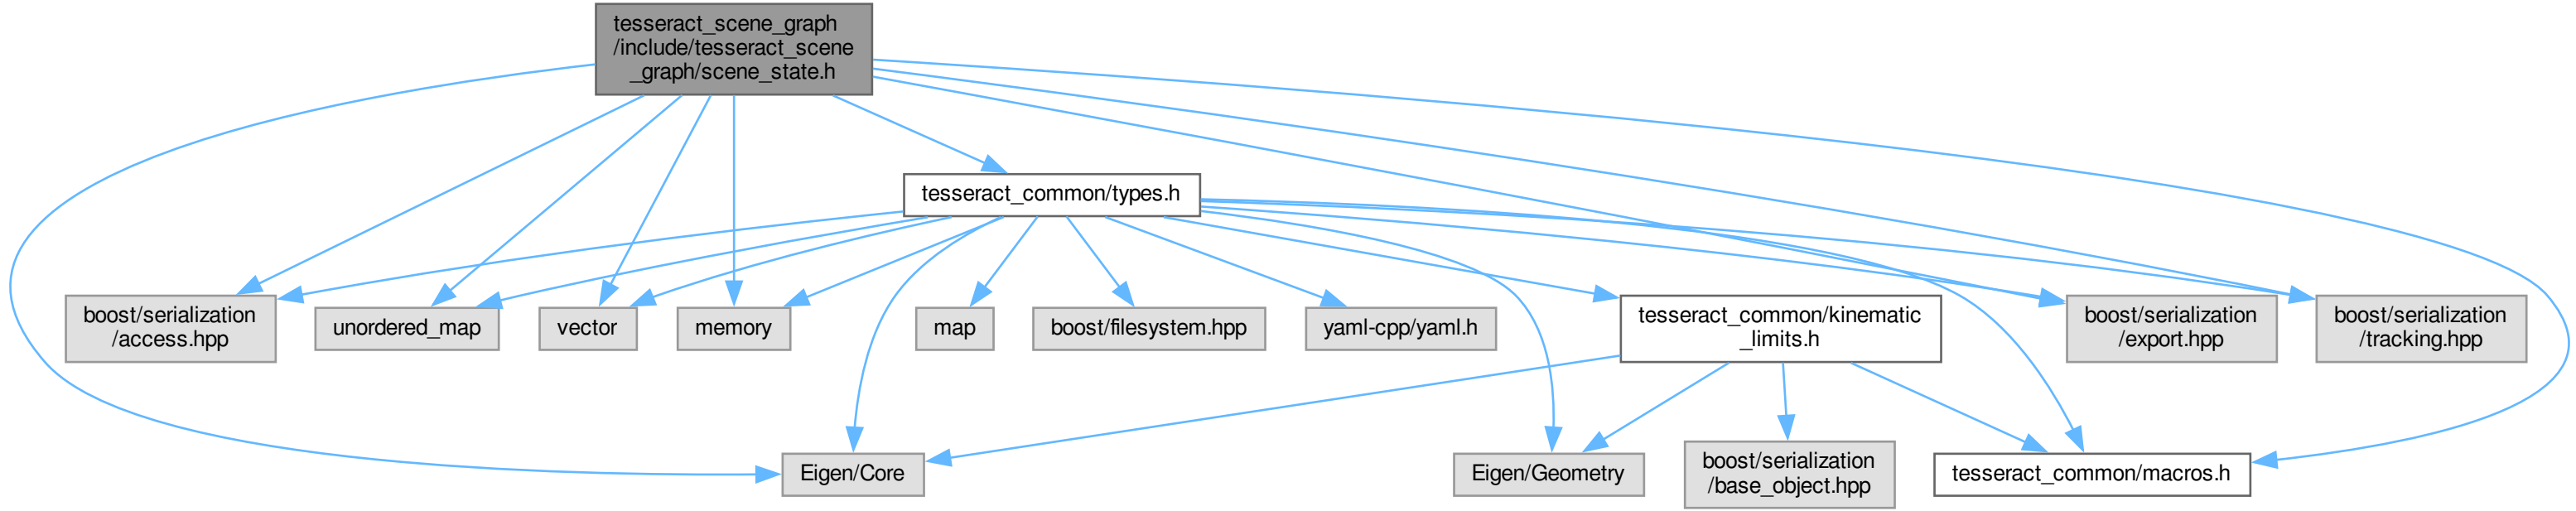 tesseract_scene_graph
/include/tesseract_scene
_graph/scene_state.h
tesseract_common/types.h
boost/serialization
/access.hpp
unordered_map
vector
memory
map
boost/filesystem.hpp
yaml-cpp/yaml.h
tesseract_common/kinematic
_limits.h
boost/serialization
/export.hpp
boost/serialization
/tracking.hpp
Eigen/Core
Eigen/Geometry
boost/serialization
/base_object.hpp
tesseract_common/macros.h